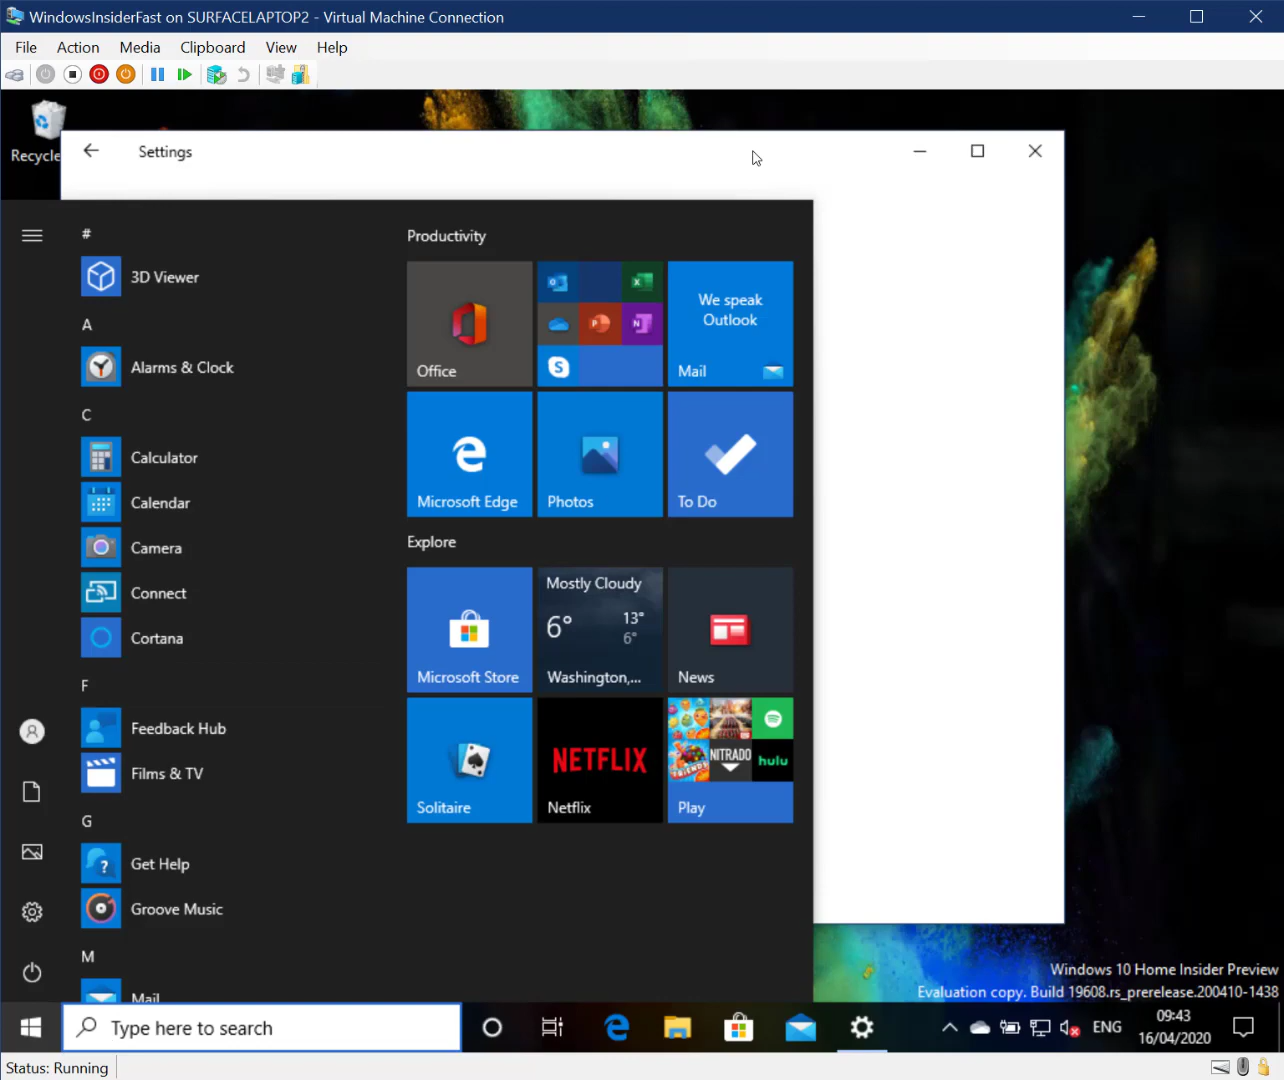 WindowsInsiderFast on SURFACELAPTOP2 - Virtual Machine Connection
File Action Media Clipboard View Help
Recycle
Settings
#
3D Viewer
A
Alarms & Clock
C
Calculator
Calendar
Camera
Connect
Cortana
F
Feedback Hub
Films & TV
G
Get Help
Groove Music
M
Mail
Productivity
Office
We speak
Outlook
Mail
Microsoft Edge
Photos
To Do
Explore
Microsoft Store
Mostly Cloudy
6° 13°
6°
Washington,...
News
Solitaire
NETFLIX
Netflix
NITRADO
hulu
Play
Windows 10 Home Insider Preview
Evaluation copy. Build 19608.rs_prerelease.200410-1438
Type here to search
ENG
09:43
16/04/2020
Status: Running